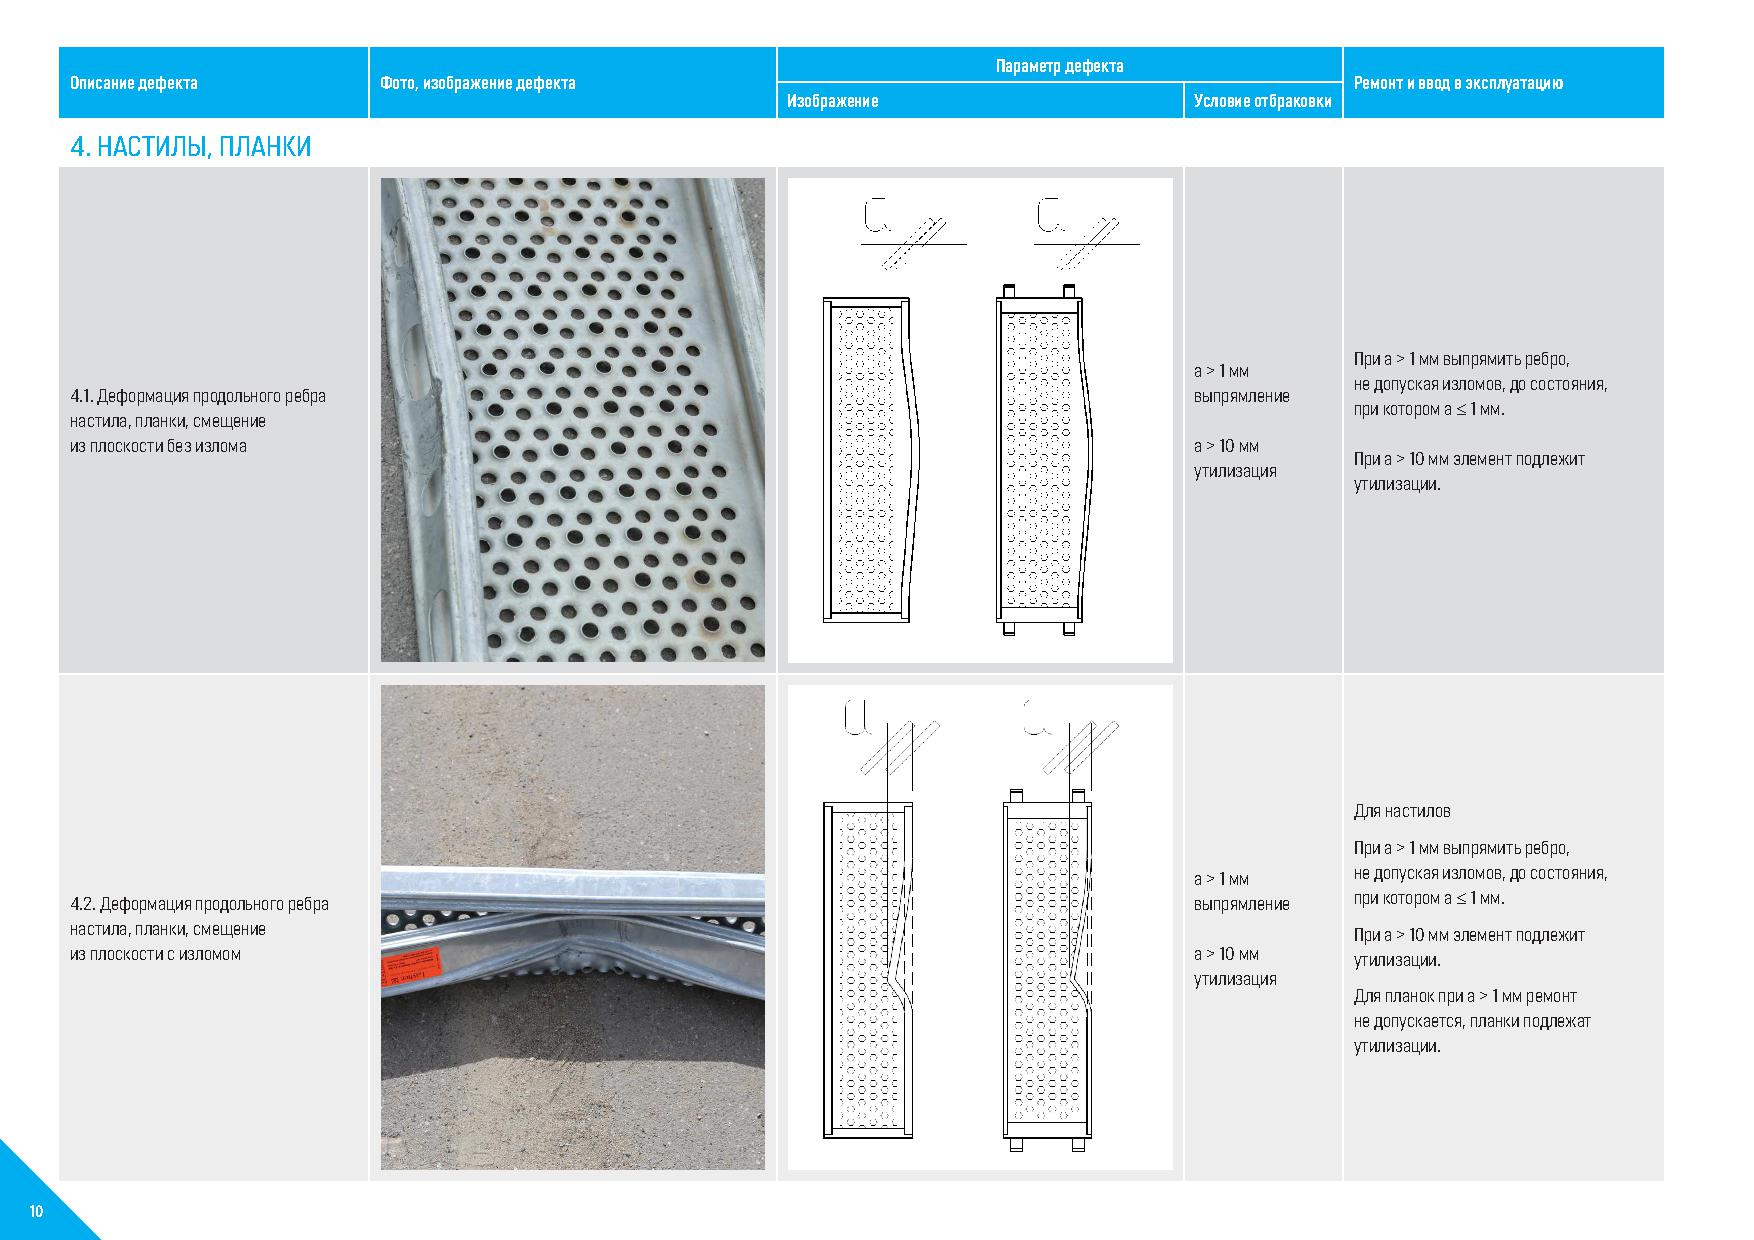 Описание дефекта
Фото, изображение дефекта
Параметр дефекта
Изображение
Условие отбраковки
Ремонт и ввод в эксплуатацию
4. НАСТИЛЫ, ПЛАНКИ
4.1. Деформация продольного ребра
настила, планки, смещение
из плоскости без излома
a
a
a > 1 мм
выпрямление
a > 10 мм
утилизация
При a > 1 мм выпрямить ребро,
не допуская изломов, до состояния,
при котором a ≤ 1 мм.
При a > 10 мм элемент подлежит
утилизации.
4.2. Деформация продольного ребра
настила, планки, смещение
из плоскости с изломом
a
a
a > 1 мм
выпрямление
a > 10 мм
утилизация
Для настилов
При a > 1 мм выпрямить ребро,
не допуская изломов, до состояния,
при котором a ≤ 1 мм.
При a > 10 мм элемент подлежит
утилизации.
Для планок при a > 1 мм ремонт
не допускается, планки подлежат
утилизации.
10